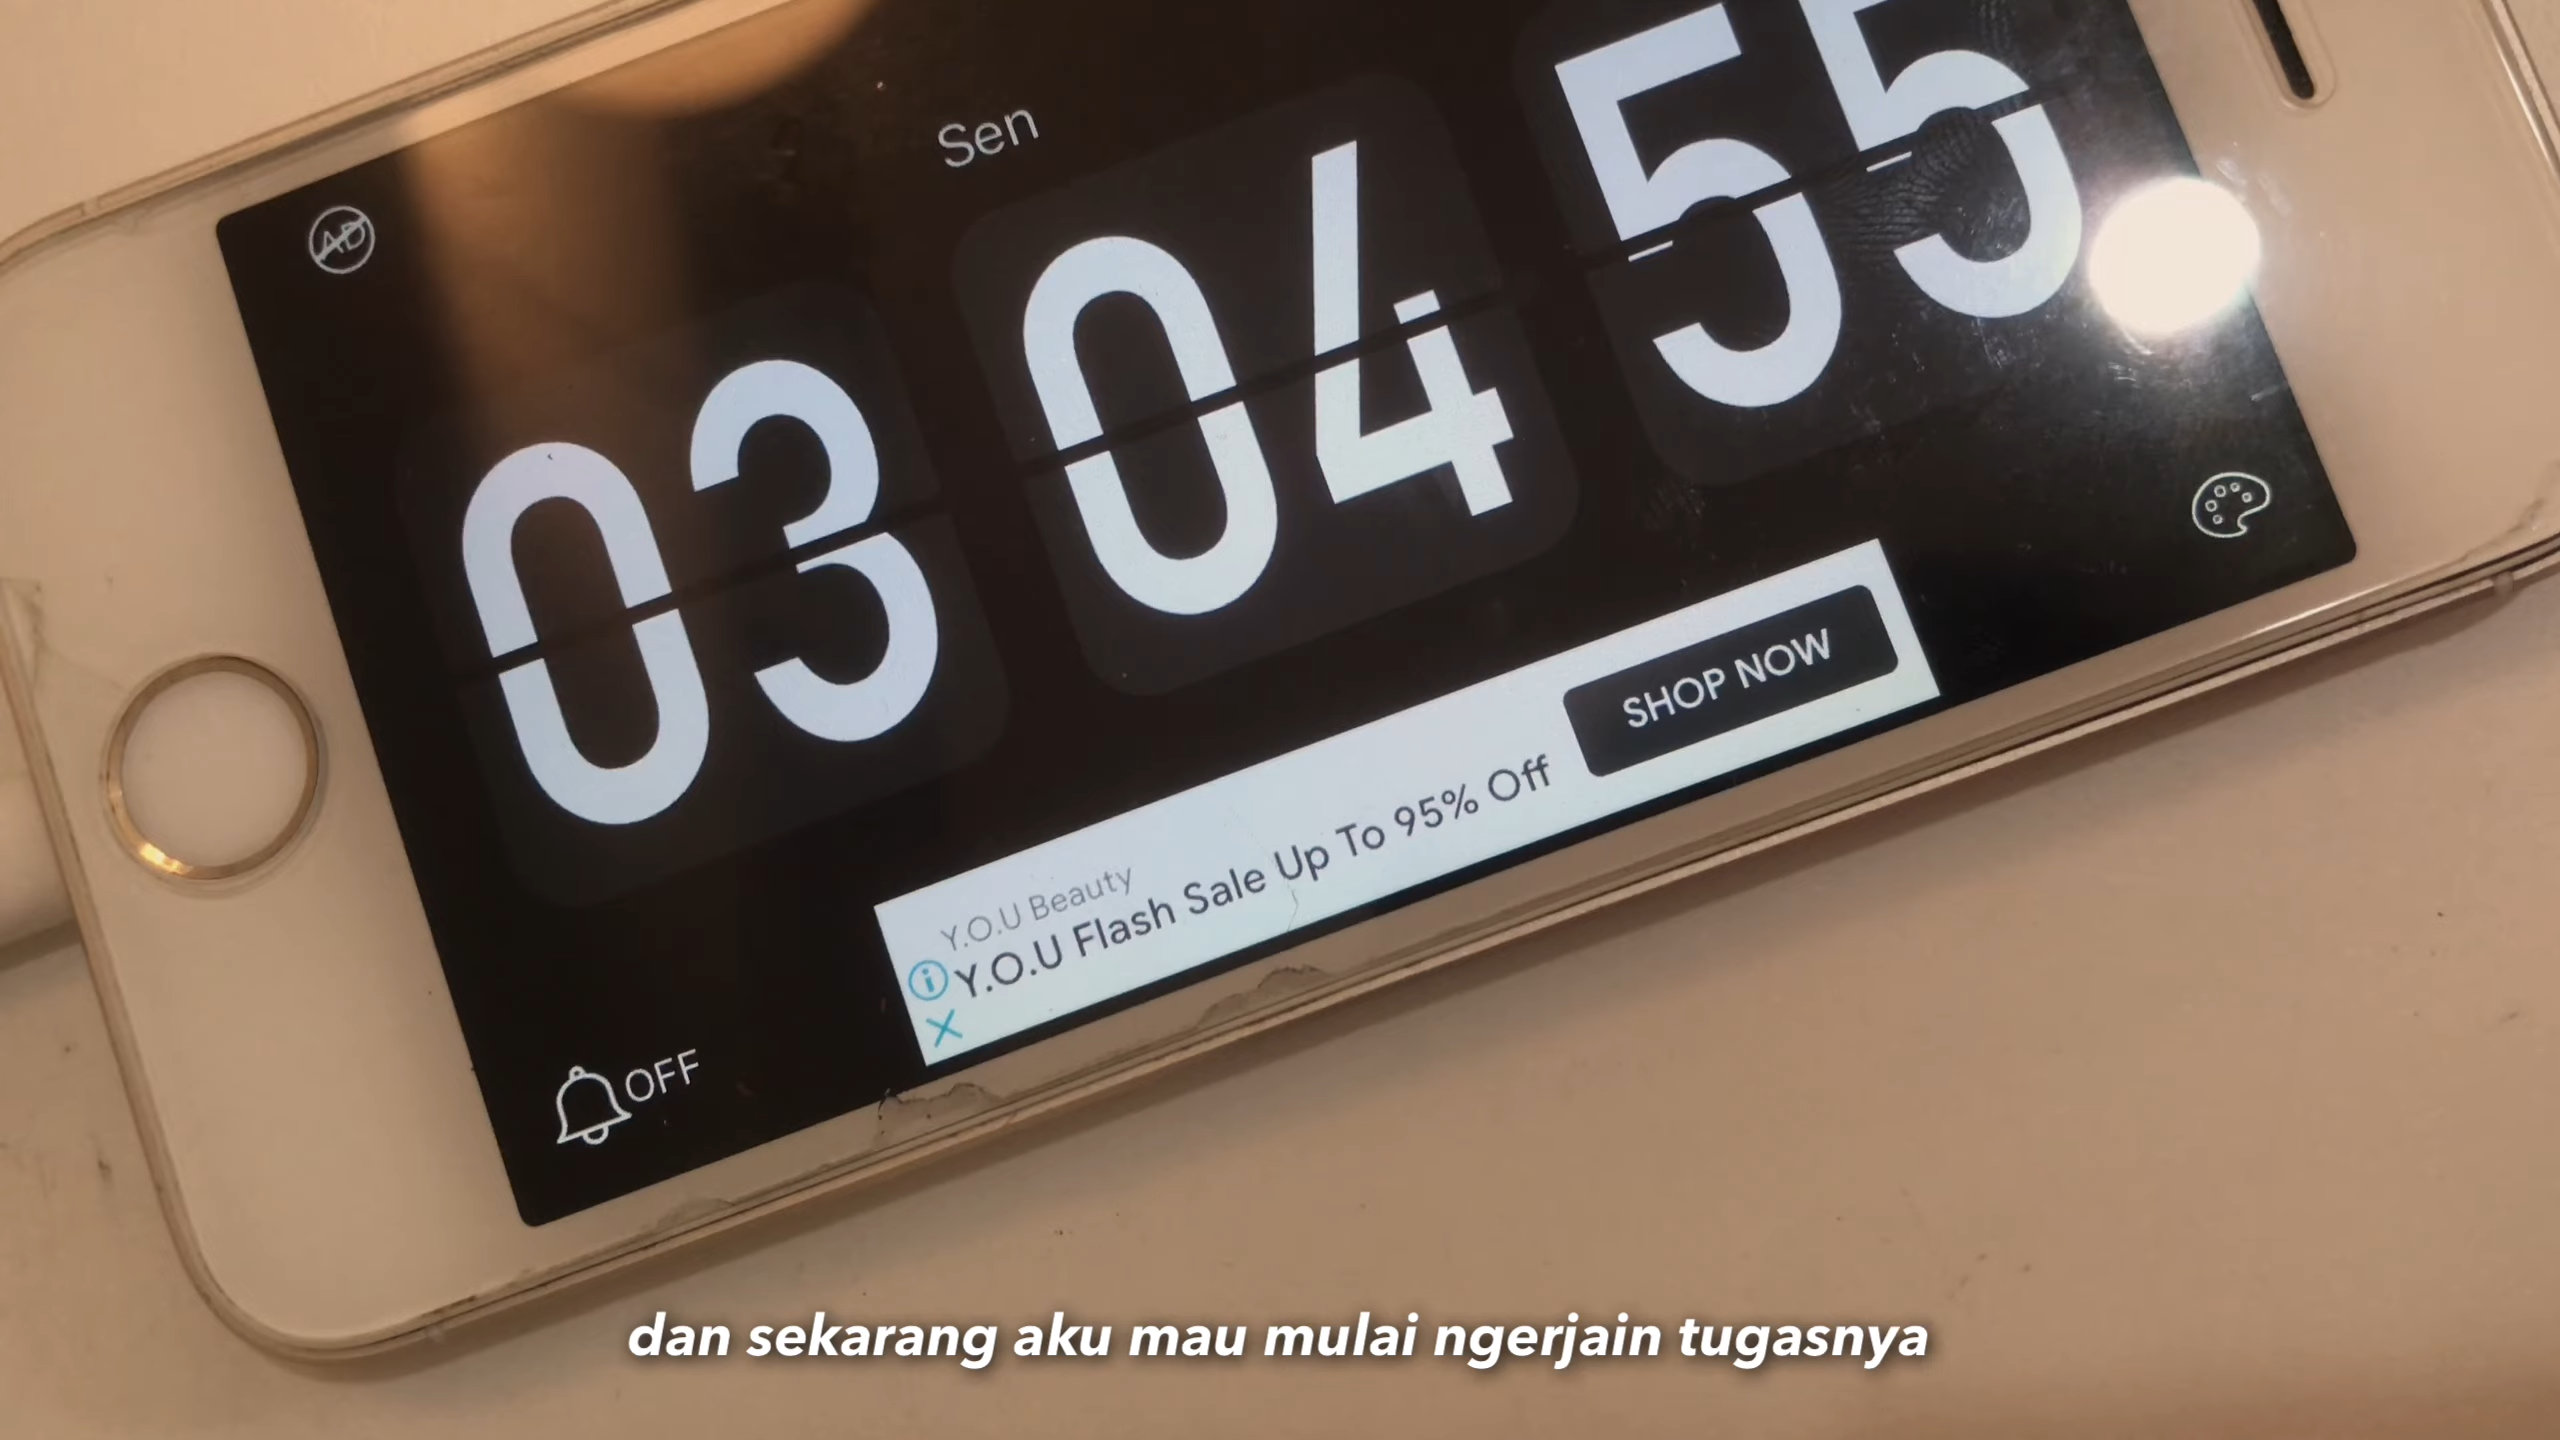 AD
Sen
03 04 55
Y.O.U Beauty
Y.O.U Flash Sale Up To 95% Off
SHOP NOW
OFF
dan sekarang aku mau mulai ngerjain tugasnya